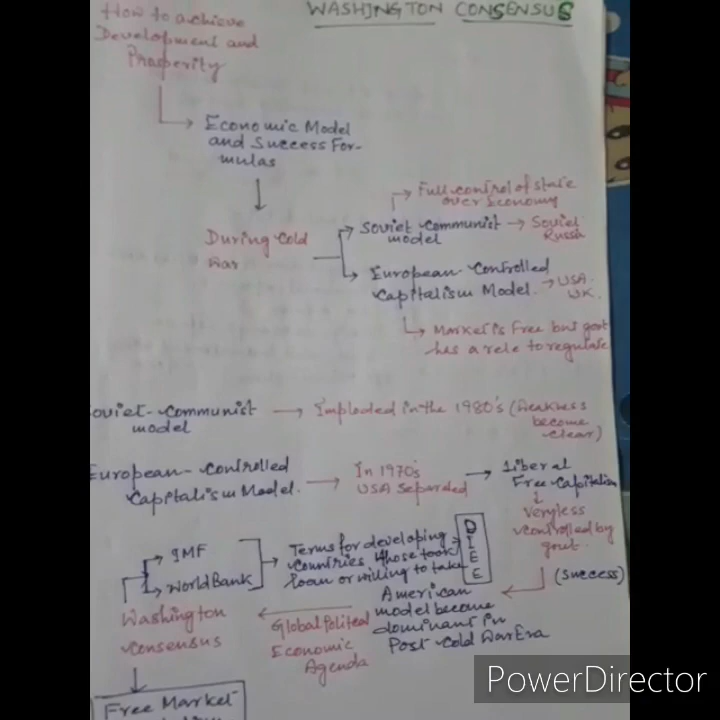 WASHINGTON CONSENSUS
How to achieve
Development and
Prosperity
Economic Model
and Success For-
mulas
During Cold
War
Full control of state
over Economy
Soviet-Communist
model
Soviet
Russia
European-Controlled
Capitalism Model.
USA.
UK.
Market is Free but govt
has a role to regulate
Soviet-Communist
model
Imploded in the 1980's (Weakness
become
clear)
European-Controlled
Capitalism Model.
In 1970's
USA Seperated
Liberal
Free-Capitalism
Veryless
controlled by
govt.
(Success)
IMF
World Bank
Terms for developing
countries those took
loan or willing to take
American
model become
dominant in
Post-Cold War Era
Global Political
Economic
Agenda
Washington
Consensus
Free Market-
PowerDirector